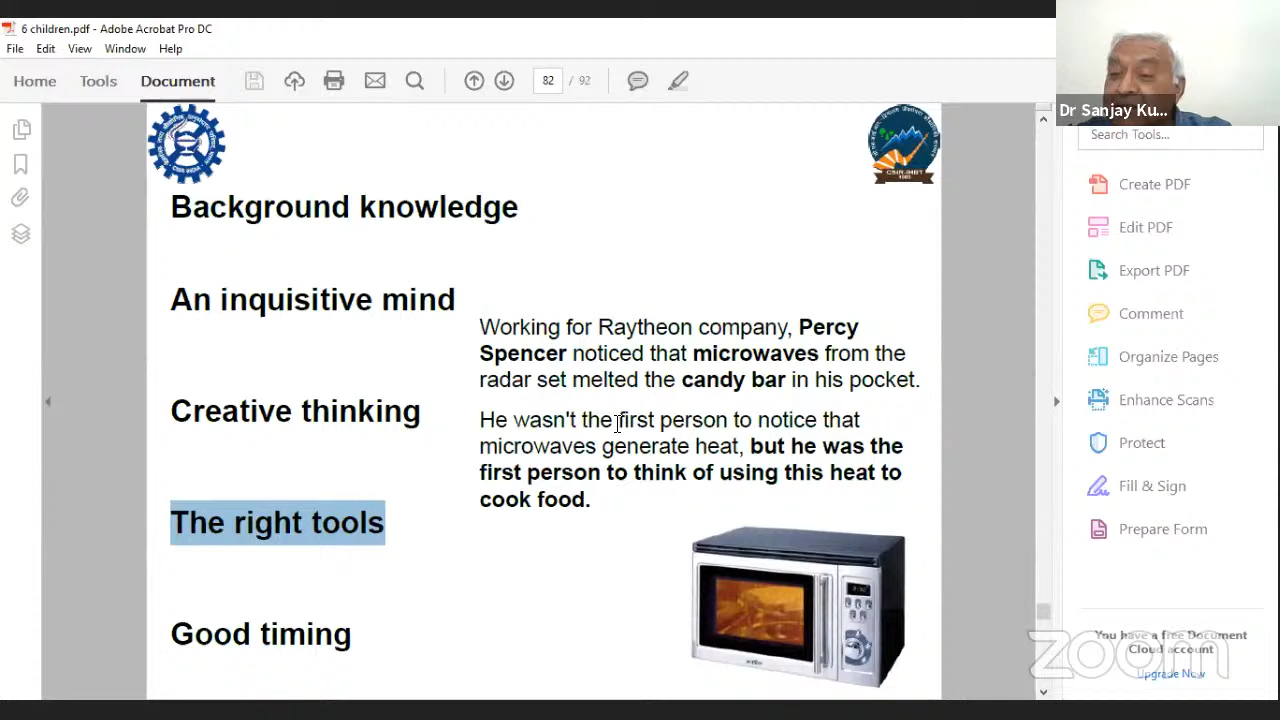 6 children.pdf - Adobe Acrobat Pro DC
File Edit View Window Help
Home Tools Document 82 / 92
Dr Sanjay Ku...
Search Tools...
Create PDF
Edit PDF
Export PDF
Comment
Organize Pages
Enhance Scans
Protect
Fill & Sign
Prepare Form
You have a free Document
Cloud account
Upgrade Now
zoom
CSIR-INDIA
CSIR-IHBT
Background knowledge
An inquisitive mind
Creative thinking
The right tools
Good timing
Working for Raytheon company, Percy
Spencer noticed that microwaves from the
radar set melted the candy bar in his pocket.
He wasn't the first person to notice that
microwaves generate heat, but he was the
first person to think of using this heat to
cook food.